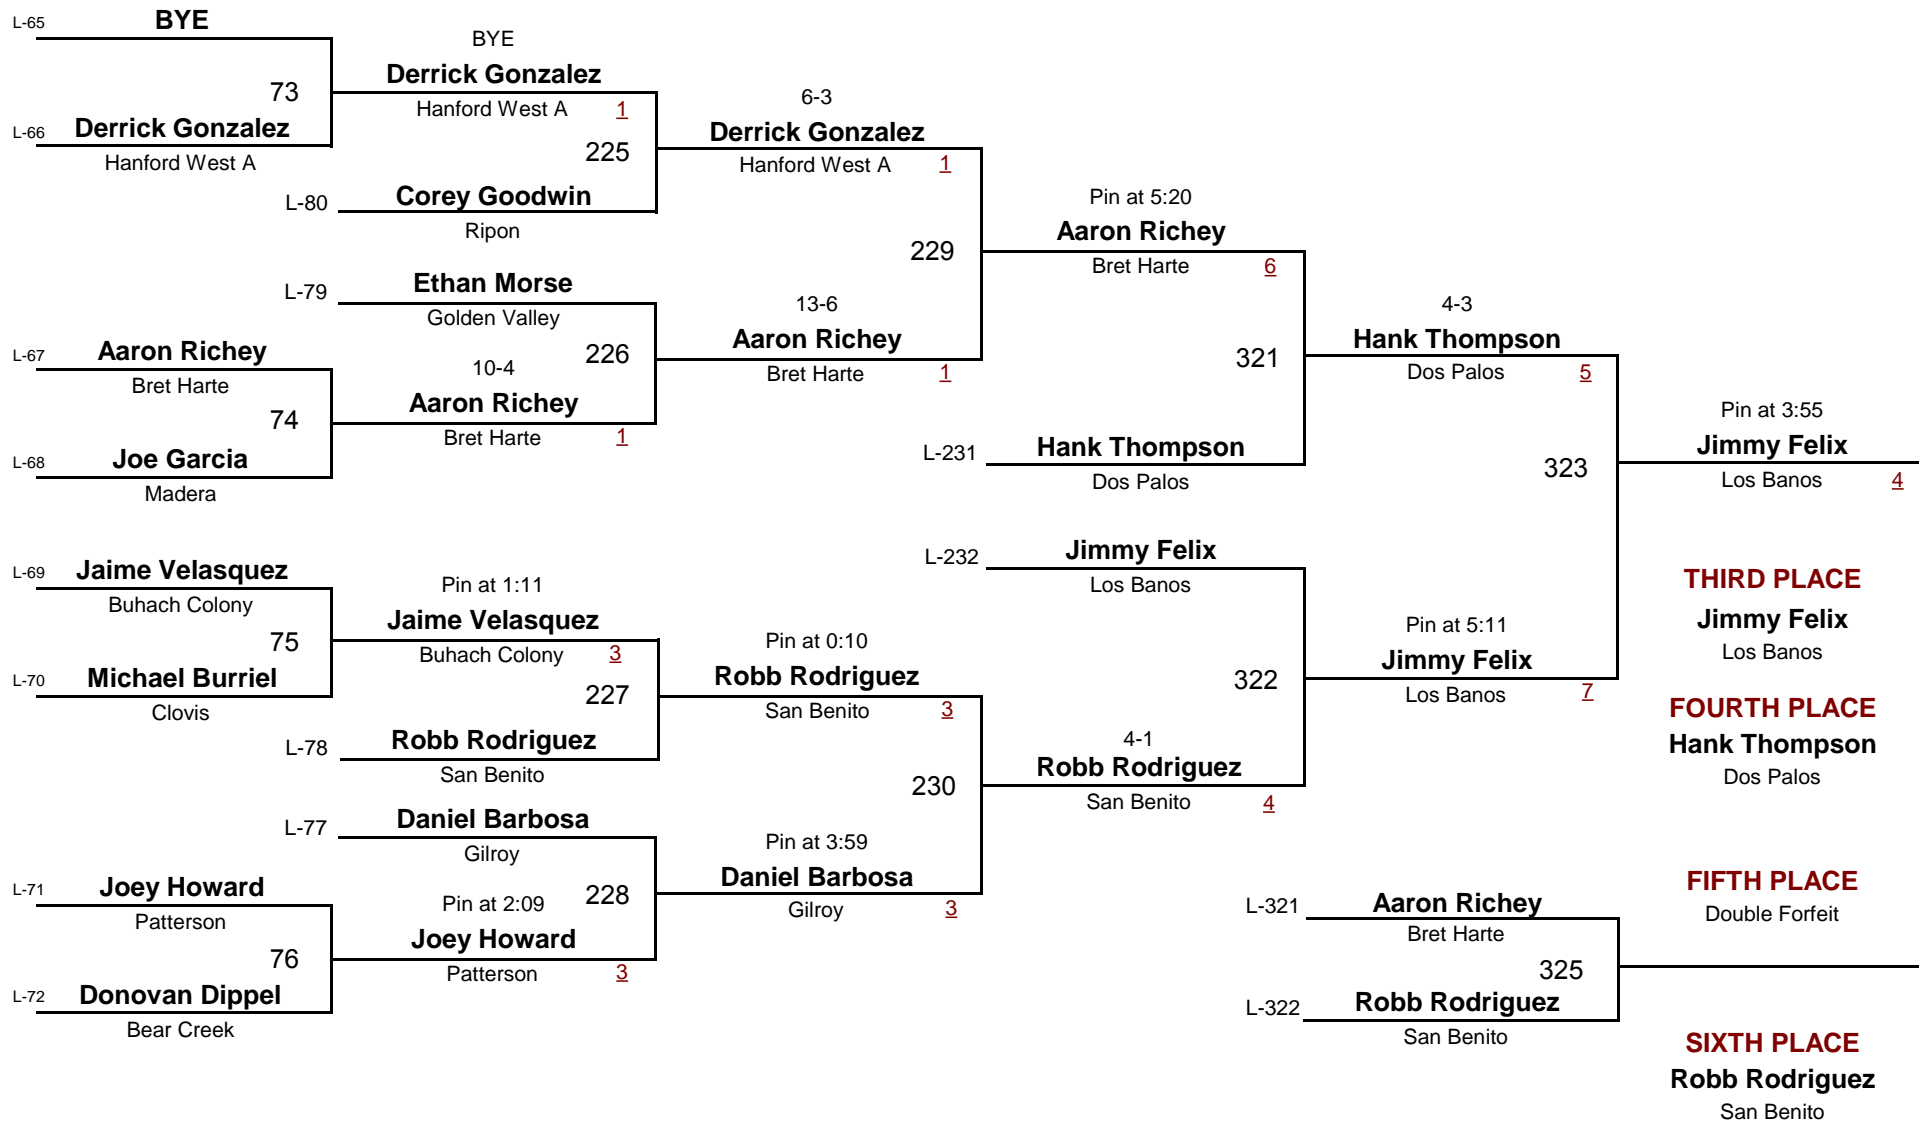 L-65 BYE
73
L-66 Derrick Gonzalez
Hanford West A
BYE
Derrick Gonzalez
Hanford West A 1
225
L-80 Corey Goodwin
Ripon
6-3
Derrick Gonzalez
Hanford West A 1
L-79 Ethan Morse
Golden Valley
226
L-67 Aaron Richey
Bret Harte
74
L-68 Joe Garcia
Madera
10-4
Aaron Richey
Bret Harte 1
13-6
Aaron Richey
Bret Harte 1
229
Pin at 5:20
Aaron Richey
Bret Harte 6
321
L-231 Hank Thompson
Dos Palos
4-3
Hank Thompson
Dos Palos 5
323
Pin at 3:55
Jimmy Felix
Los Banos 4
L-69 Jaime Velasquez
Buhach Colony
75
L-70 Michael Burriel
Clovis
Pin at 1:11
Jaime Velasquez
Buhach Colony 3
227
L-78 Robb Rodriguez
San Benito
Pin at 0:10
Robb Rodriguez
San Benito 3
230
L-77 Daniel Barbosa
Gilroy
228
L-71 Joey Howard
Patterson
76
L-72 Donovan Dippel
Bear Creek
Pin at 2:09
Joey Howard
Patterson 3
Pin at 3:59
Daniel Barbosa
Gilroy 3
L-232 Jimmy Felix
Los Banos
322
4-1
Robb Rodriguez
San Benito 4
Pin at 5:11
Jimmy Felix
Los Banos 7
THIRD PLACE
Jimmy Felix
Los Banos
FOURTH PLACE
Hank Thompson
Dos Palos
L-321 Aaron Richey
Bret Harte
325
L-322 Robb Rodriguez
San Benito
FIFTH PLACE
Double Forfeit
SIXTH PLACE
Robb Rodriguez
San Benito